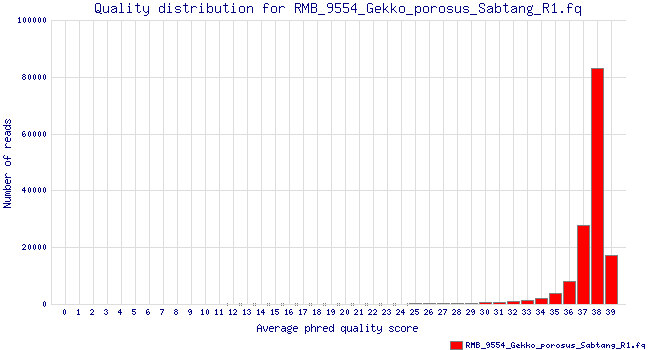 Quality distribution for RMB_9554_Gekko_porosus_Sabtang_R1.fq
100000
80000
60000
40000
20000
0
Number of reads
0 1 2 3 4 5 6 7 8 9 10 11 12 13 14 15 16 17 18 19 20 21 22 23 24 25 26 27 28 29 30 31 32 33 34 35 36 37 38 39
Average phred quality score
RMB_9554_Gekko_porosus_Sabtang_R1.fq